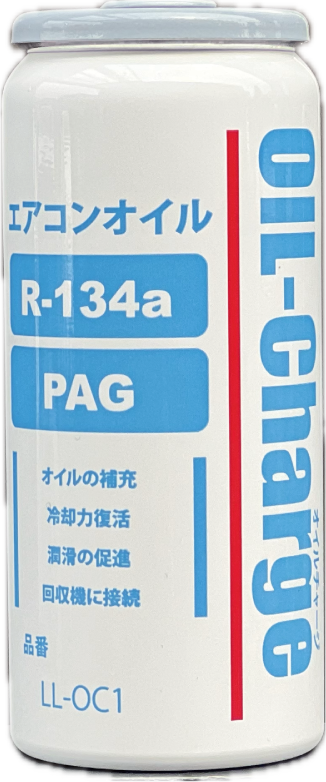 エアコンオイル
R-134a
PAG
オイルの補充
冷却力復活
潤滑の促進
回収機に接続
品番
LL-OC1
OIL-Charge
オイルチャージ